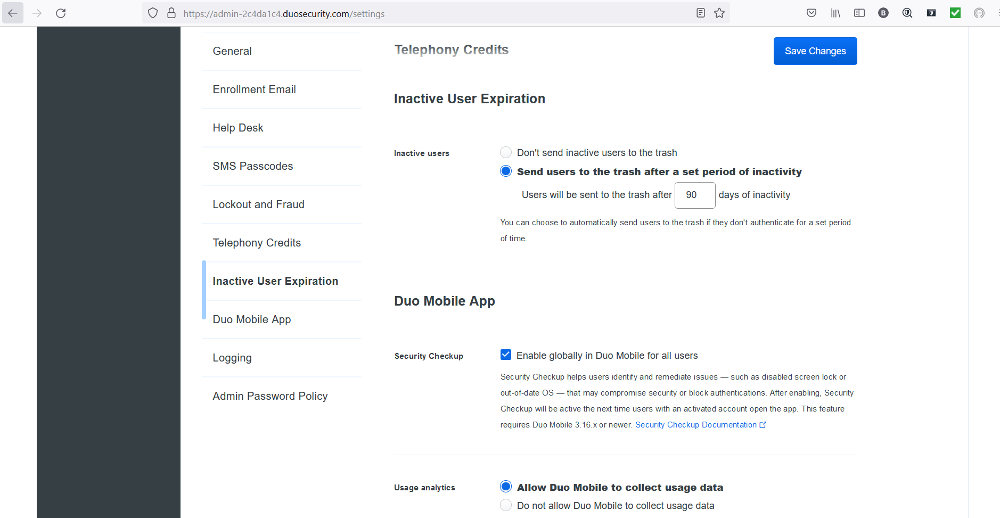 https://admin-2c4da1c4.duosecurity.com/settings
B
General
Enrollment Email
Help Desk
SMS Passcodes
Lockout and Fraud
Telephony Credits
Inactive User Expiration
Duo Mobile App
Logging
Admin Password Policy
Telephony Credits
Save Changes
Inactive User Expiration
Inactive users
Don't send inactive users to the trash
Send users to the trash after a set period of inactivity
Users will be sent to the trash after 90 days of inactivity
You can choose to automatically send users to the trash if they don't authenticate for a set period
of time.
Duo Mobile App
Security Checkup
Enable globally in Duo Mobile for all users
Security Checkup helps users identify and remediate issues — such as disabled screen lock or
out-of-date OS — that may compromise security or block authentications. After enabling, Security
Checkup will be active the next time users with an activated account open the app. This feature
requires Duo Mobile 3.16.x or newer. Security Checkup Documentation
Usage analytics
Allow Duo Mobile to collect usage data
Do not allow Duo Mobile to collect usage data